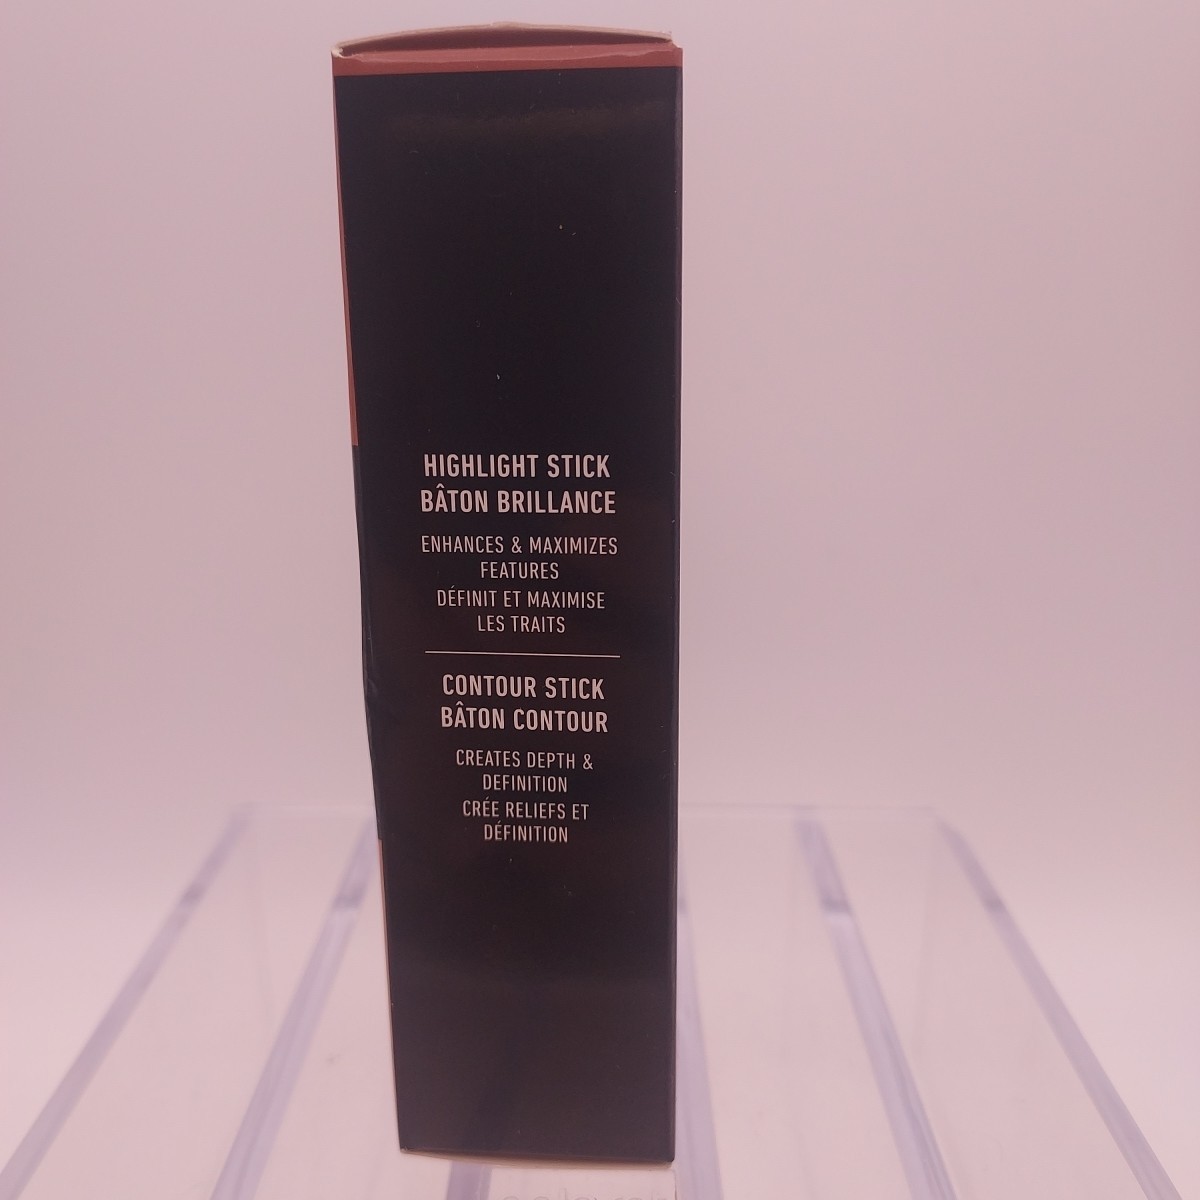 HIGHLIGHT STICK
BÂTON BRILLANCE
ENHANCES & MAXIMIZES
FEATURES
DÉFINIT ET MAXIMISE
LES TRAITS
CONTOUR STICK
BÂTON CONTOUR
CREATES DEPTH &
DEFINITION
CRÉE RELIEFS ET
DÉFINITION